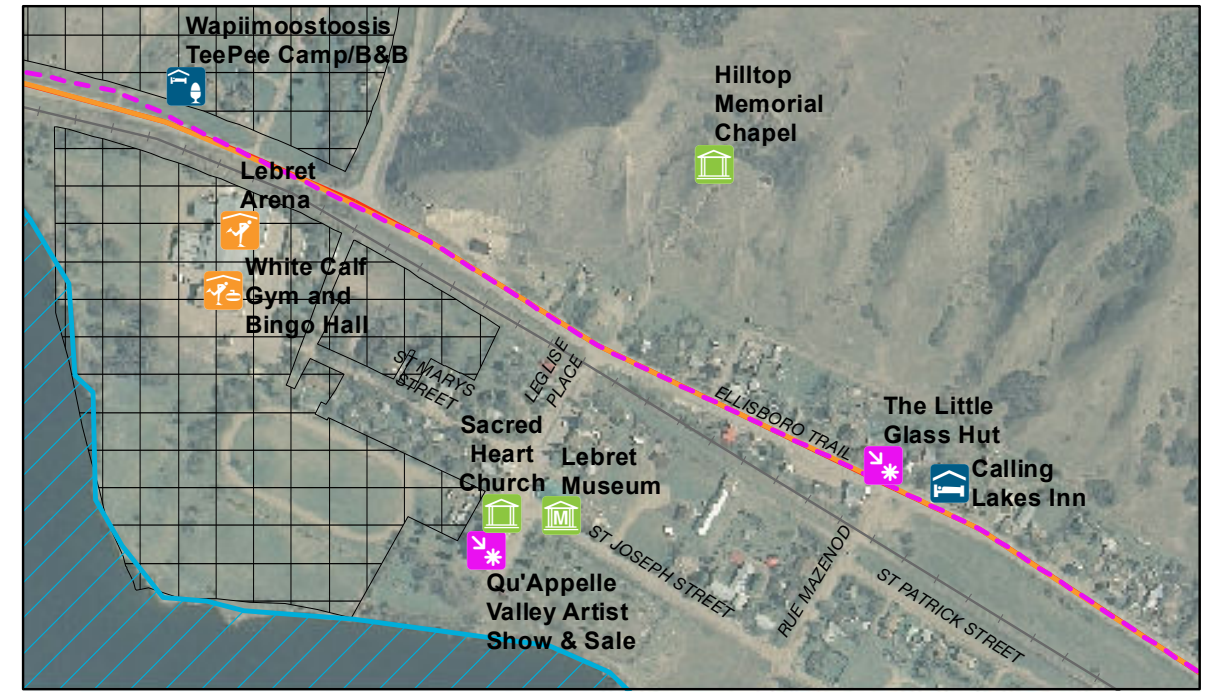 Wapiimoostoosis
TeePee Camp/B&B
Hilltop
Memorial
Chapel
Lebret
Arena
White Calf
Gym and
Bingo Hall
ST MARYS
STREET
LEGLISE
PLACE
ELLISBORO TRAIL
The Little
Glass Hut
Calling
Lakes Inn
Sacred
Heart
Church
Lebret
Museum
M
ST JOSEPH STREET
RUE MAZENOD
ST PATRICK STREET
Qu'Appelle
Valley Artist
Show & Sale